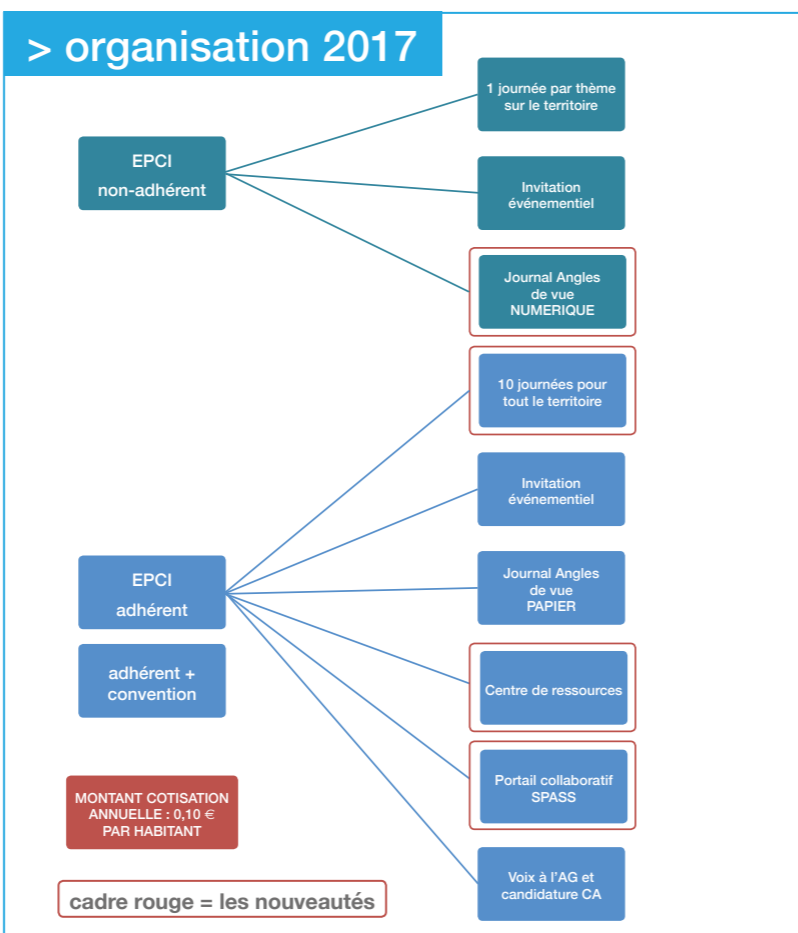 > organisation 2017
EPCI
non-adhérent
1 journée par thème
sur le territoire
Invitation
événementiel
Journal Angles
de vue
NUMERIQUE
10 journées pour
tout le territoire
Invitation
événementiel
EPCI
adhérent
Journal Angles
de vue
PAPIER
adhérent +
convention
Centre de ressources
Portail collaboratif
SPASS
MONTANT COTISATION
ANNUELLE : 0,10 €
PAR HABITANT
Voix à l'AG et
candidature CA
cadre rouge = les nouveautés